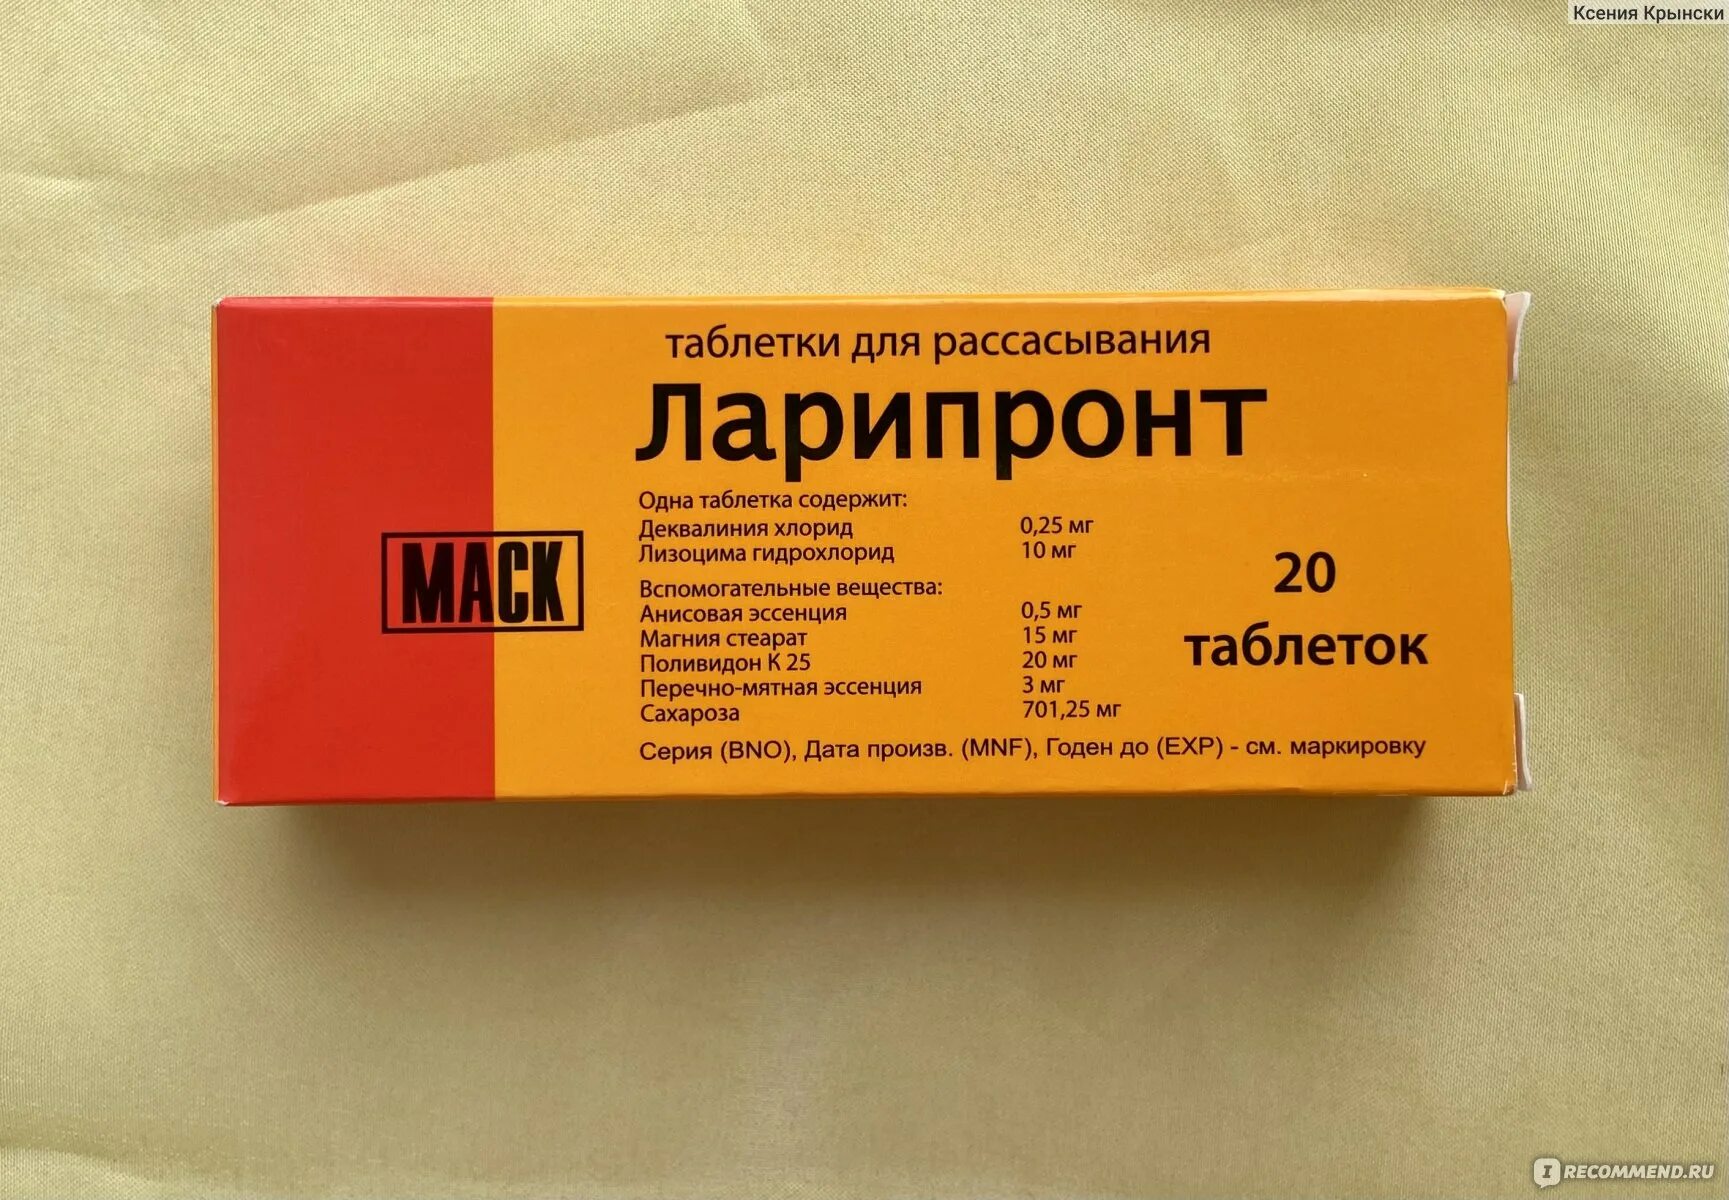 Ксения Крынски
таблетки для рассасывания
Ларипронт
Одна таблетка содержит:
Деквалиния хлорид 0,25 мг
Лизоцима гидрохлорид 10 мг
Вспомогательные вещества:
Анисовая эссенция 0,5 мг
Магния стеарат 15 мг
Поливидон К 25 20 мг
Перечно-мятная эссенция 3 мг
Сахароза 701,25 мг
20
таблеток
МАСК
Серия (BNO), Дата произв. (MNF), Годен до (EXP) - см. маркировку
IRECOMMEND.RU